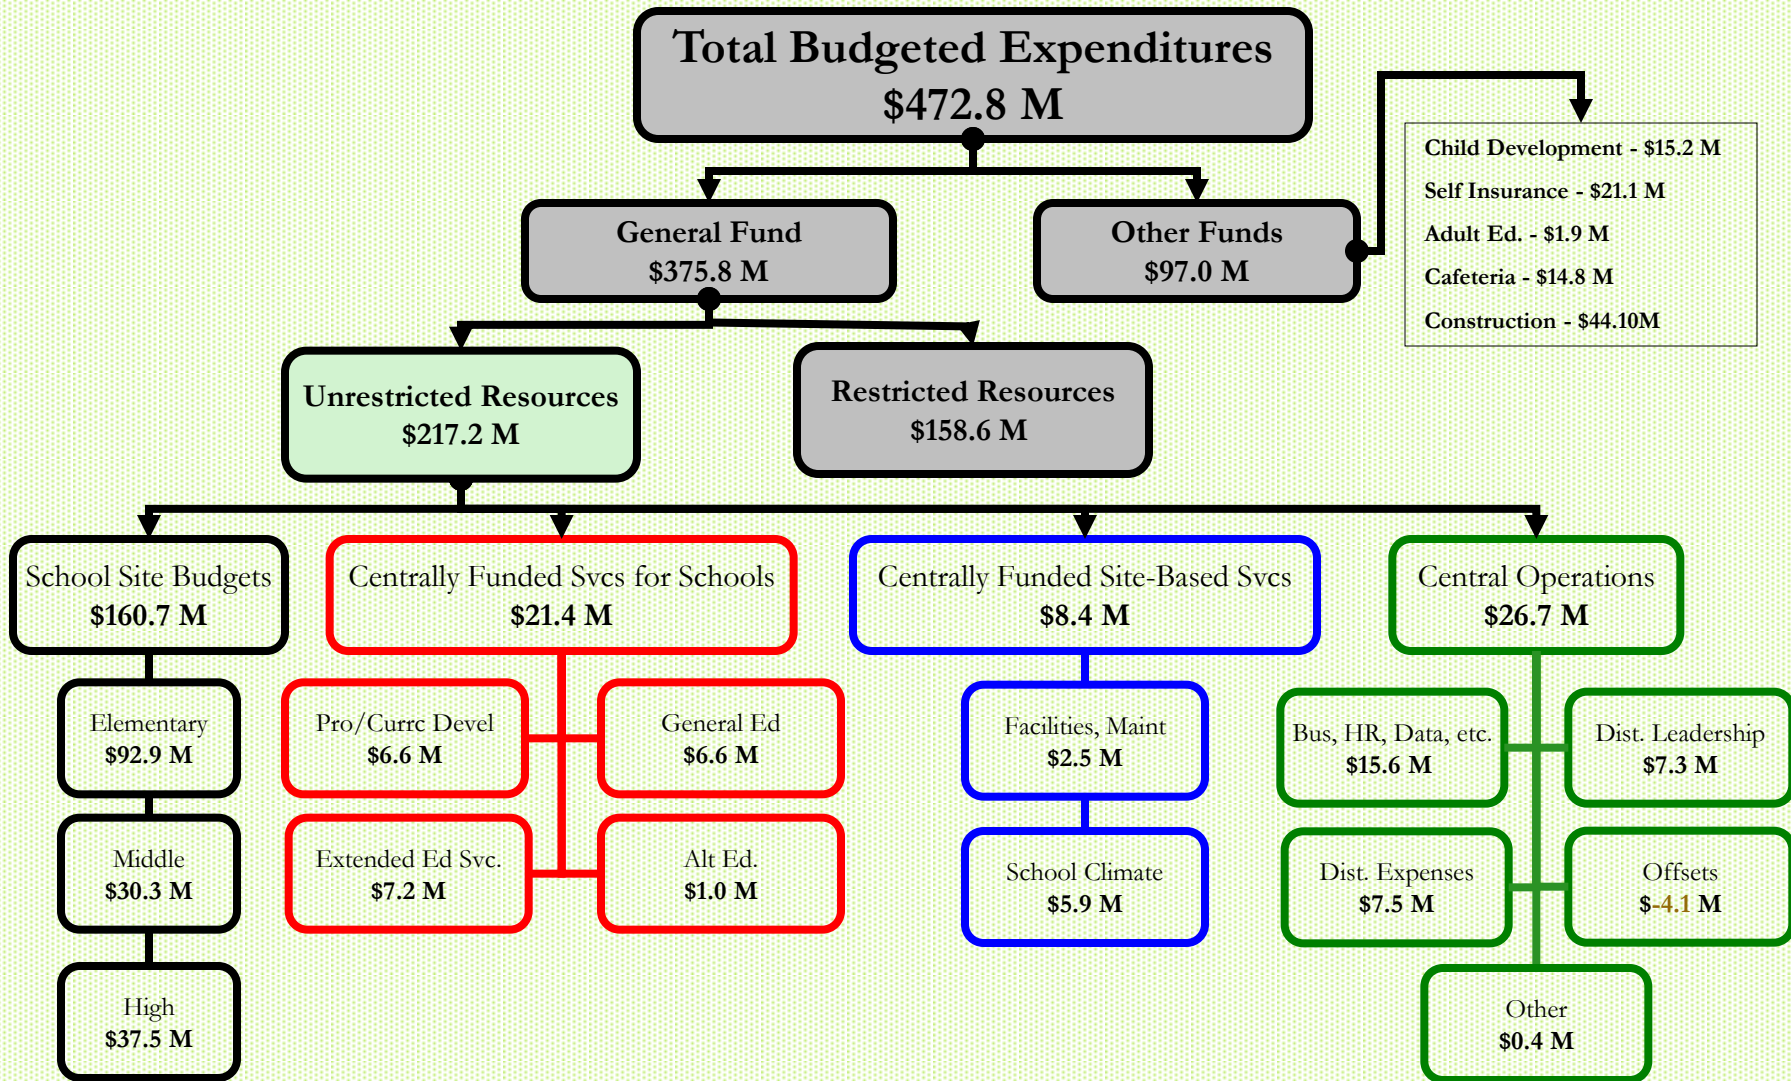 Total Budgeted Expenditures
$472.8 M
Child Development - $15.2 M
Self Insurance - $21.1 M
Adult Ed. - $1.9 M
Cafeteria - $14.8 M
Construction - $44.10M
General Fund
$375.8 M
Other Funds
$97.0 M
Unrestricted Resources
$217.2 M
Restricted Resources
$158.6 M
School Site Budgets
$160.7 M
Centrally Funded Svcs for Schools
$21.4 M
Centrally Funded Site-Based Svcs
$8.4 M
Central Operations
$26.7 M
Elementary
$92.9 M
Pro/Currc Devel
$6.6 M
General Ed
$6.6 M
Facilities, Maint
$2.5 M
Bus, HR, Data, etc.
$15.6 M
Dist. Leadership
$7.3 M
Middle
$30.3 M
Extended Ed Svc.
$7.2 M
Alt Ed.
$1.0 M
School Climate
$5.9 M
Dist. Expenses
$7.5 M
Offsets
$-4.1 M
High
$37.5 M
Other
$0.4 M